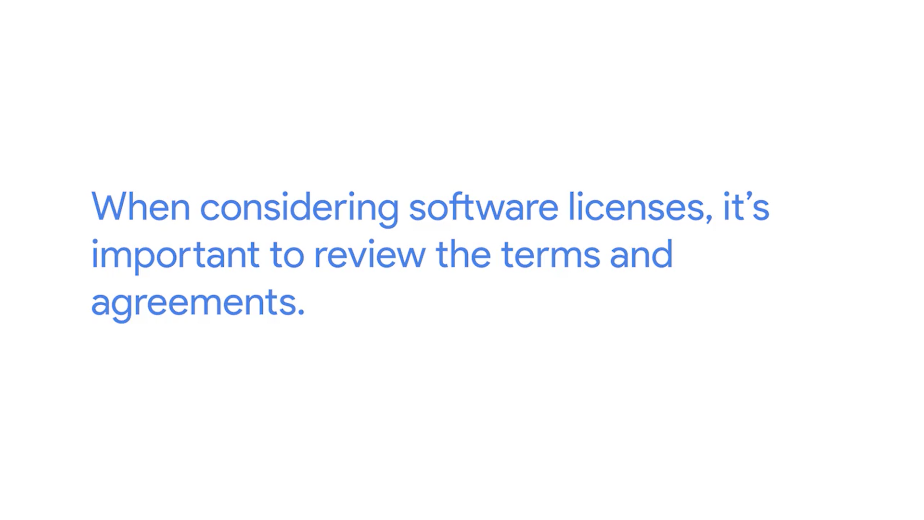 When considering software licenses, it’s
important to review the terms and
agreements.